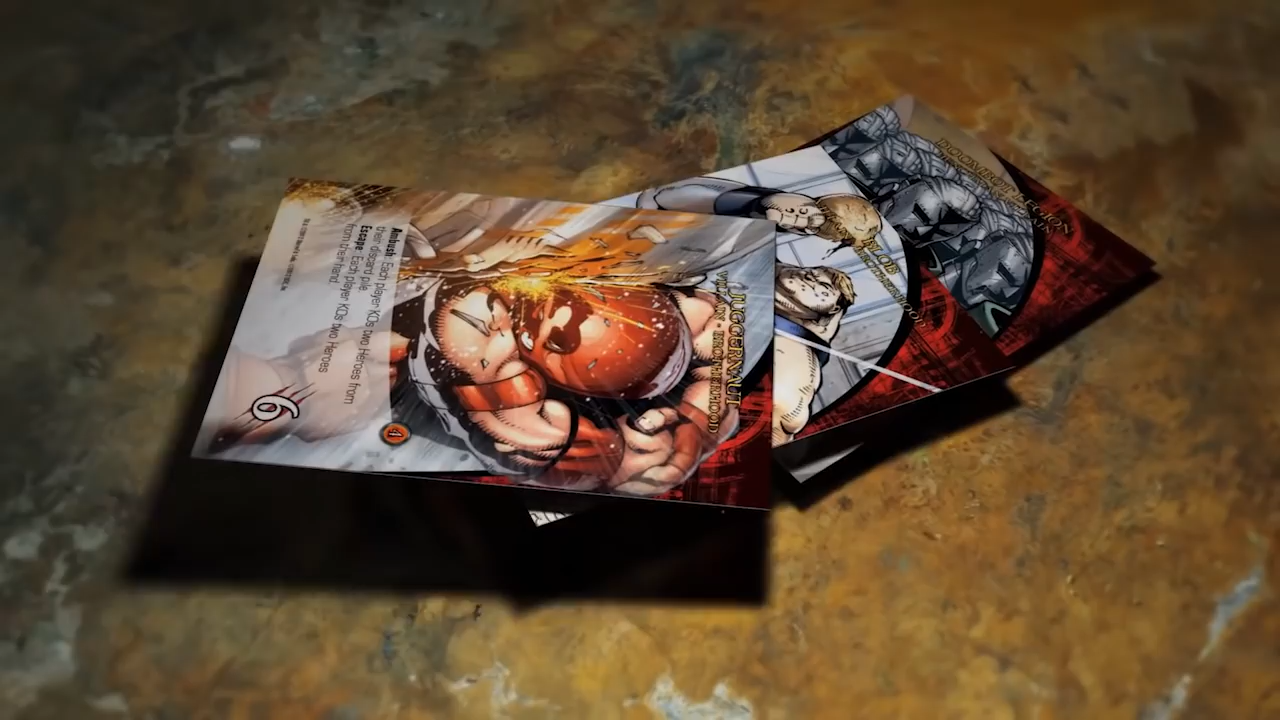 JUGGERNAUT
VILLAIN - BROTHERHOOD
Ambush: Each player KOs two Heroes from
their discard pile.
Escape: Each player KOs two Heroes
from their hand.
4
6
BLOB
DOOMBOT LEGION